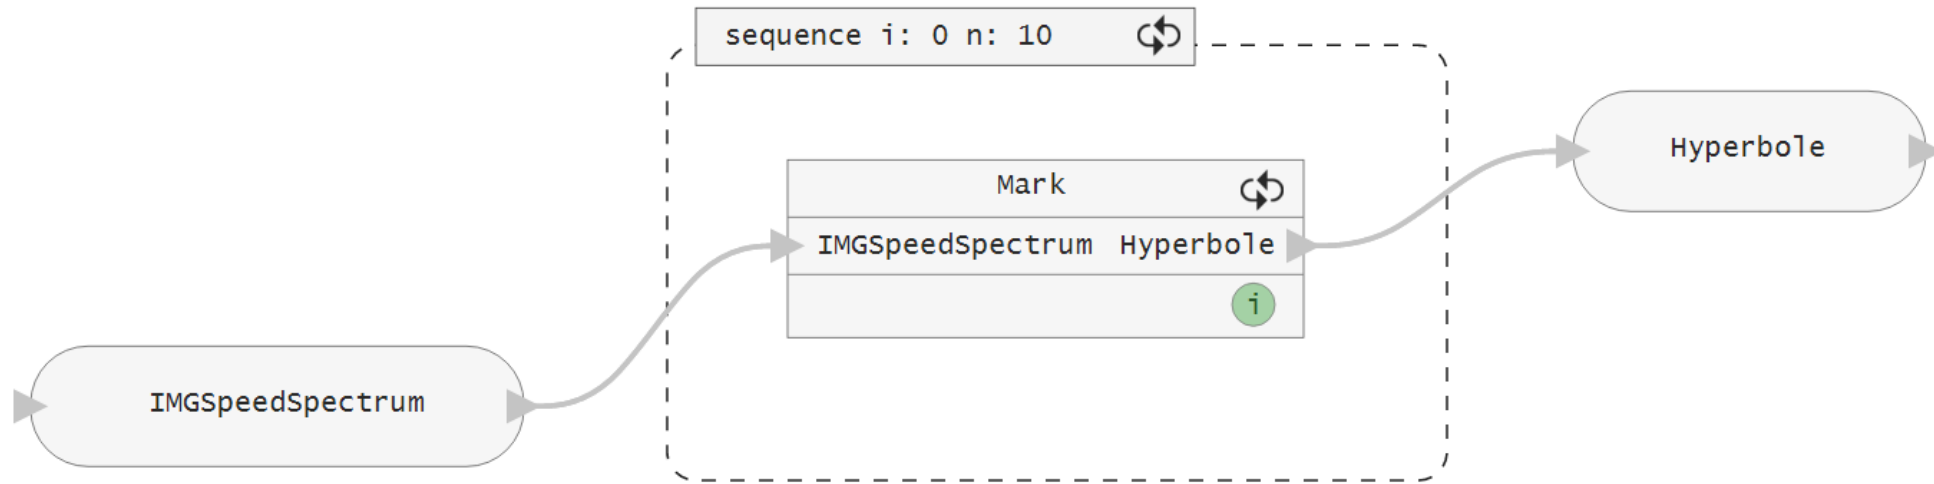 sequence i: 0 n: 10
Mark
IMGSpeedSpectrum Hyperbole
i
IMGSpeedSpectrum
Hyperbole